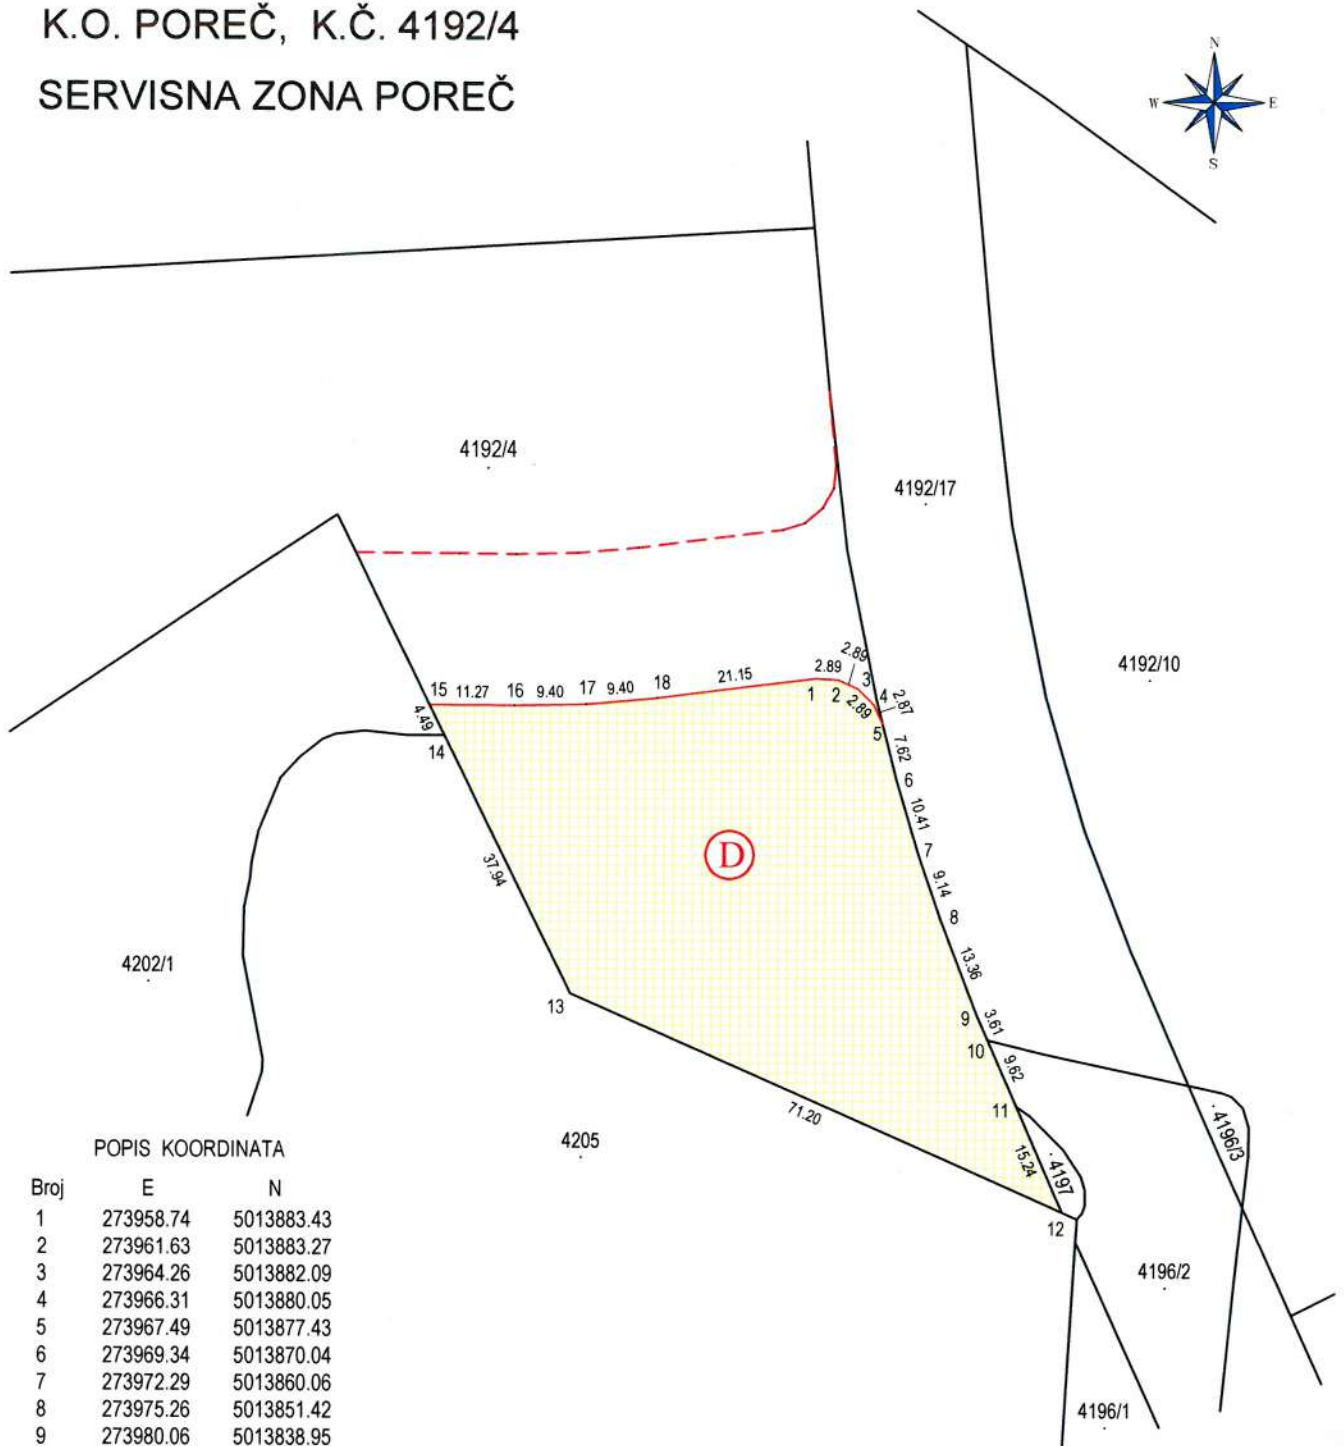 K.O. POREČ, K.Č. 4192/4
SERVISNA ZONA POREČ
N
W E
S
4192/4
4192/17
4192/10
2.89
15 11.27 16 9.40 17 9.40 18 21.15 2.89 3
1 2 2.89 4 2.87
4.49
14
5
7.62
6
10.41
7
D
37.94
9.14
8
4202/1
13.36
13
9
3.61
10
9.62
11
71.20
4205
15.24
4197
4196/3
12
4196/2
4196/1
POPIS KOORDINATA
Broj E N
1 273958.74 5013883.43
2 273961.63 5013883.27
3 273964.26 5013882.09
4 273966.31 5013880.05
5 273967.49 5013877.43
6 273969.34 5013870.04
7 273972.29 5013860.06
8 273975.26 5013851.42
9 273980.06 5013838.95